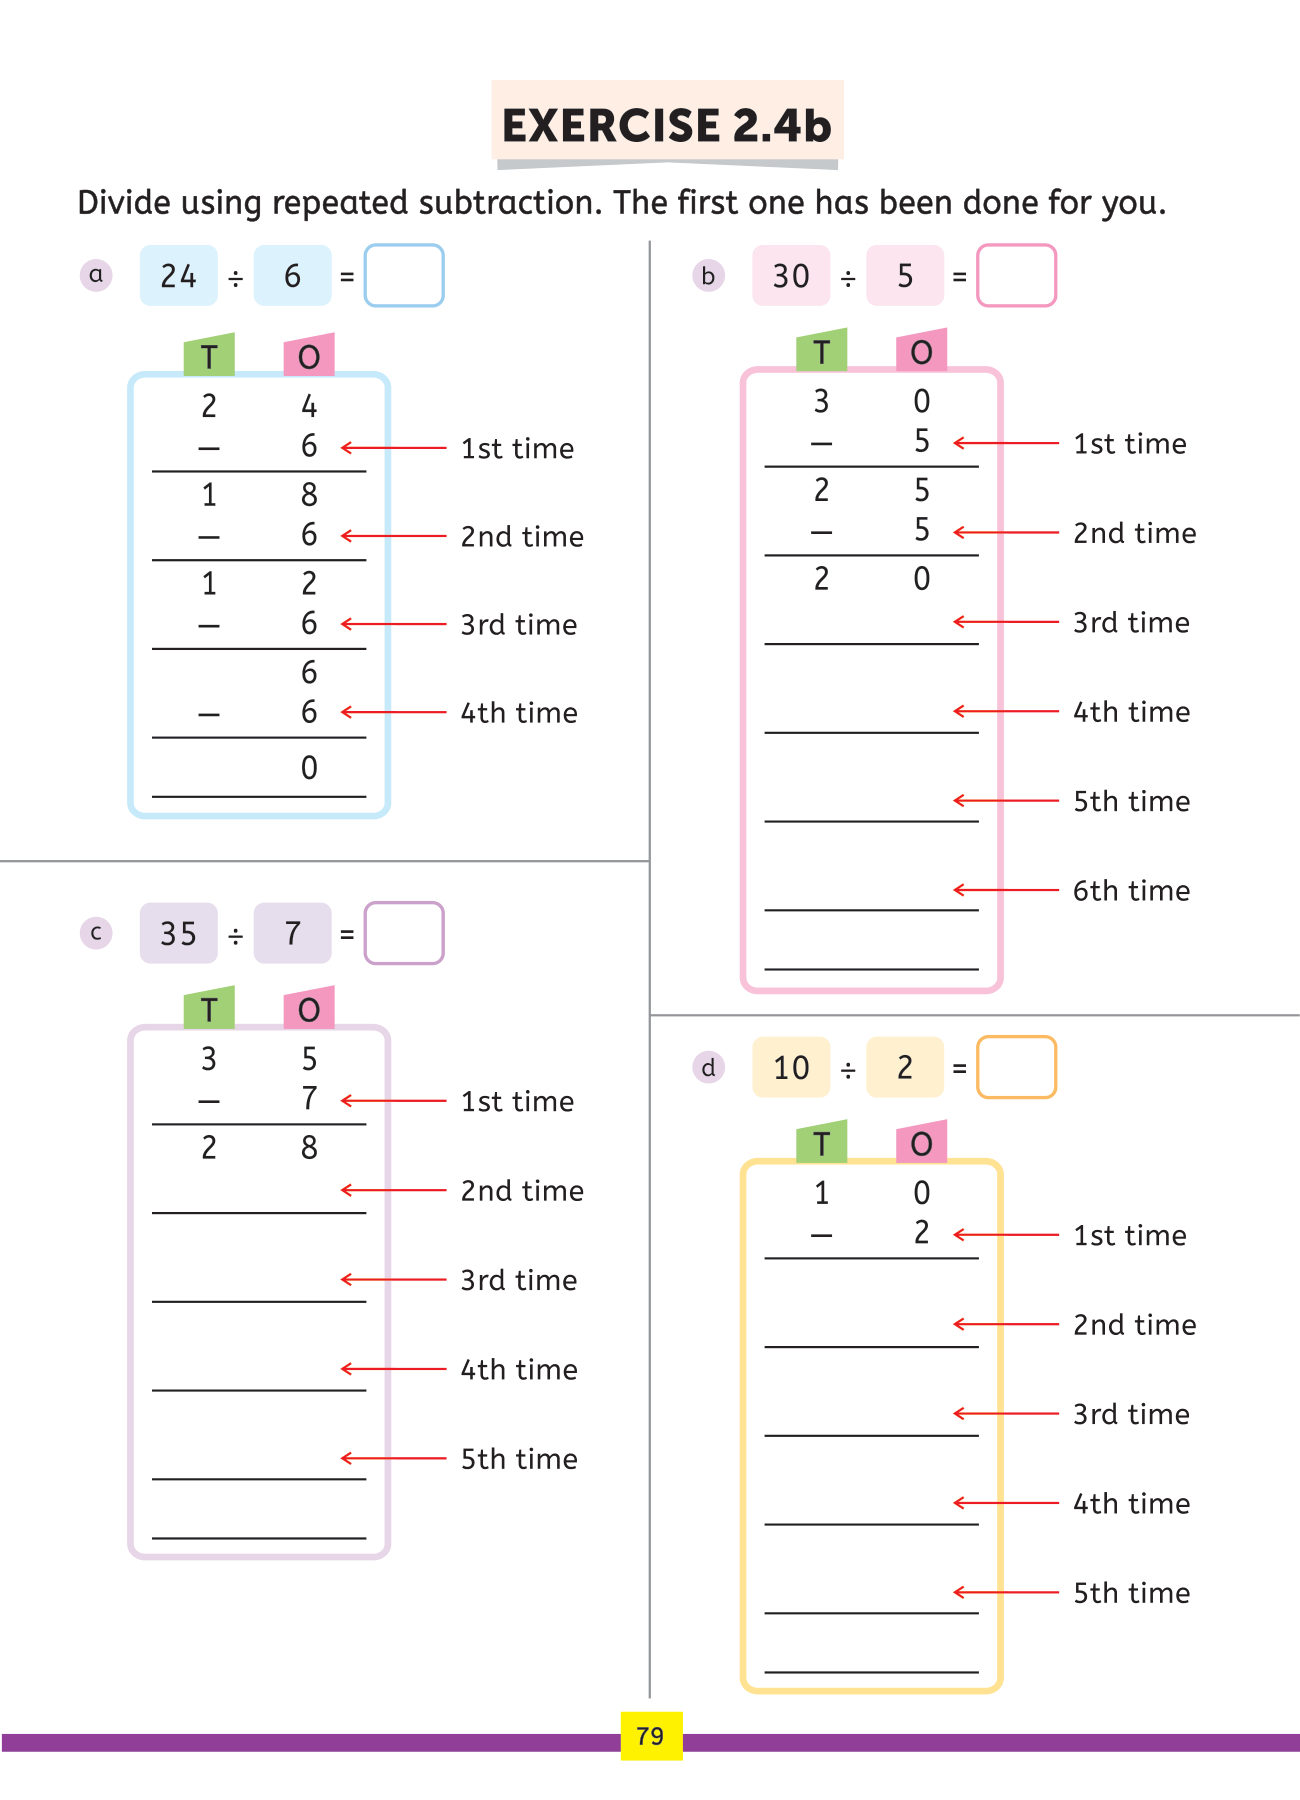 EXERCISE 2.4b
Divide using repeated subtraction. The first one has been done for you.
a 24 ÷ 6 =
T O
2 4
– 6 1st time
1 8
– 6 2nd time
1 2
– 6 3rd time
6
– 6 4th time
0
b 30 ÷ 5 =
T O
3 0
– 5 1st time
2 5
– 5 2nd time
2 0
3rd time
4th time
5th time
6th time
c 35 ÷ 7 =
T O
3 5
– 7 1st time
2 8
2nd time
3rd time
4th time
5th time
d 10 ÷ 2 =
T O
1 0
– 2 1st time
2nd time
3rd time
4th time
5th time
79